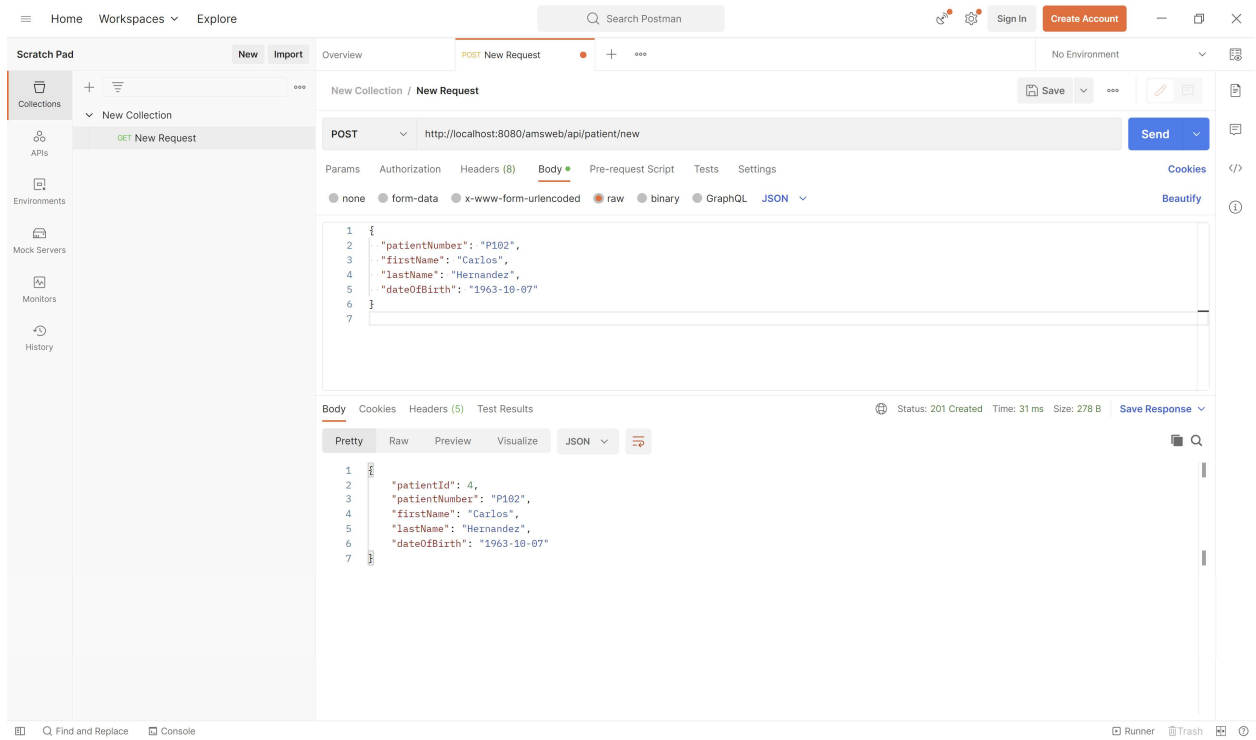 Home Workspaces Explore Search Postman Sign In Create Account
Scratch Pad New Import Overview POST New Request No Environment
Collections
APIs
Environments
Mock Servers
Monitors
History
New Collection
GET New Request
New Collection / New Request Save
POST http://localhost:8080/amsweb/api/patient/new Send
Params Authorization Headers (8) Body Pre-request Script Tests Settings Cookies
none form-data x-www-form-urlencoded raw binary GraphQL JSON Beautify
1 {
2 "patientNumber": "P102",
3 "firstName": "Carlos",
4 "lastName": "Hernandez",
5 "dateOfBirth": "1963-10-07"
6 }
7
Body Cookies Headers (5) Test Results Status: 201 Created Time: 31 ms Size: 278 B Save Response
Pretty Raw Preview Visualize JSON
1 {
2 "patientId": 4,
3 "patientNumber": "P102",
4 "firstName": "Carlos",
5 "lastName": "Hernandez",
6 "dateOfBirth": "1963-10-07"
7 }
Find and Replace Console Runner Trash